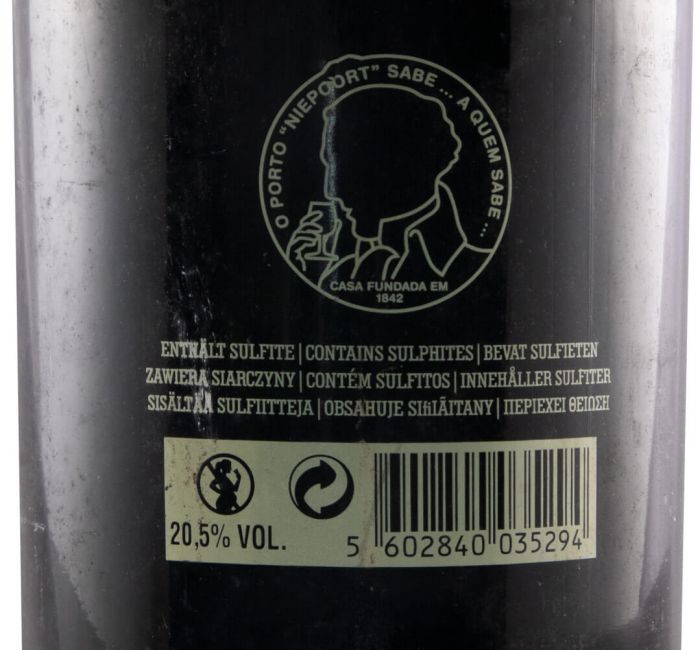 O PORTO "NIEPOORT" SABE... A QUEM SABE...
CASA FUNDADA EM
1842
ENTHÄLT SULFITE | CONTAINS SULPHITES | BEVAT SULFIETEN
ZAWIERA SIARCZYNY | CONTÉM SULFITOS | INNEHÅLLER SULFITER
SISÄLTÄÄ SULFIITTEJA | OBSAHUJE | ΠΕΡΙΕΧΕΙ ΘΕΙΩΣΗ
20,5% VOL.
5 602840 035294